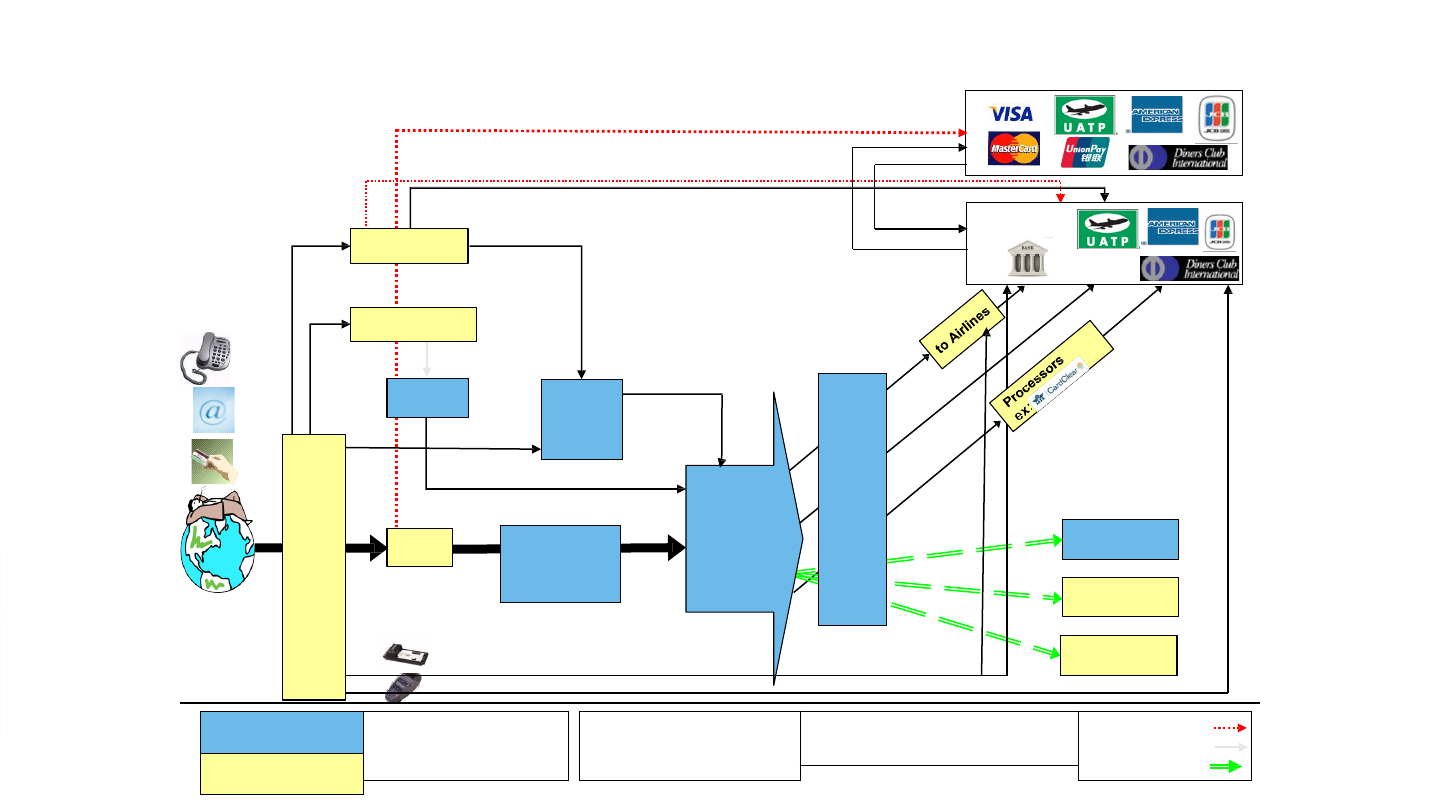 VISA
UATP
AMERICAN
EXPRESS
JCB
MasterCard
UnionPay
银联
Diners Club
International
UATP
AMERICAN
EXPRESS
JCB
BANK
Diners Club
International
to Airlines
Processors
ex:
CardClear
@